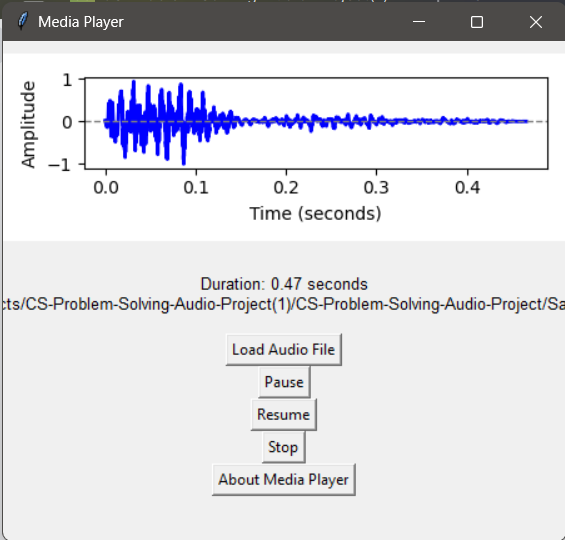 Media Player
Amplitude
1
0
−1
0.0 0.1 0.2 0.3 0.4
Time (seconds)
Duration: 0.47 seconds
cts/CS-Problem-Solving-Audio-Project(1)/CS-Problem-Solving-Audio-Project/Sa
Load Audio File
Pause
Resume
Stop
About Media Player